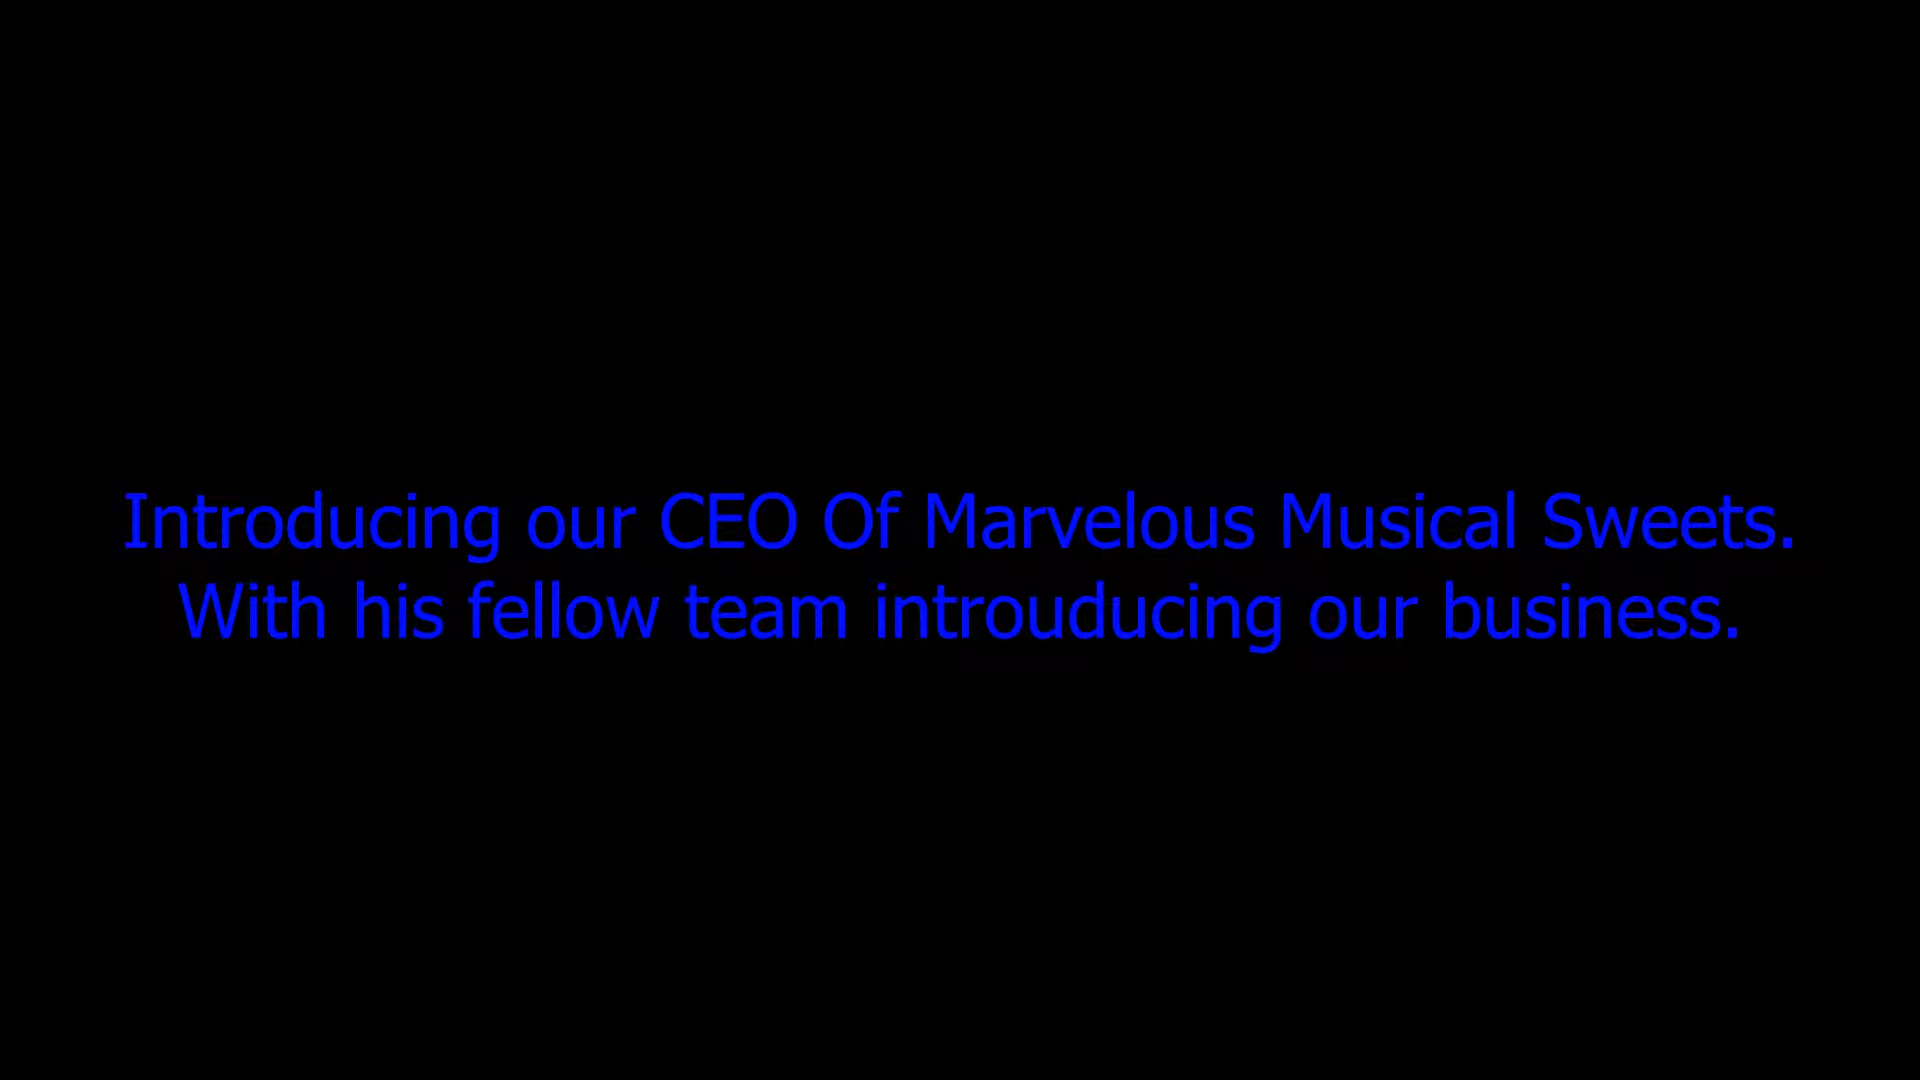 Introducing our CEO Of Marvelous Musical Sweets.
With his fellow team introuducing our business.